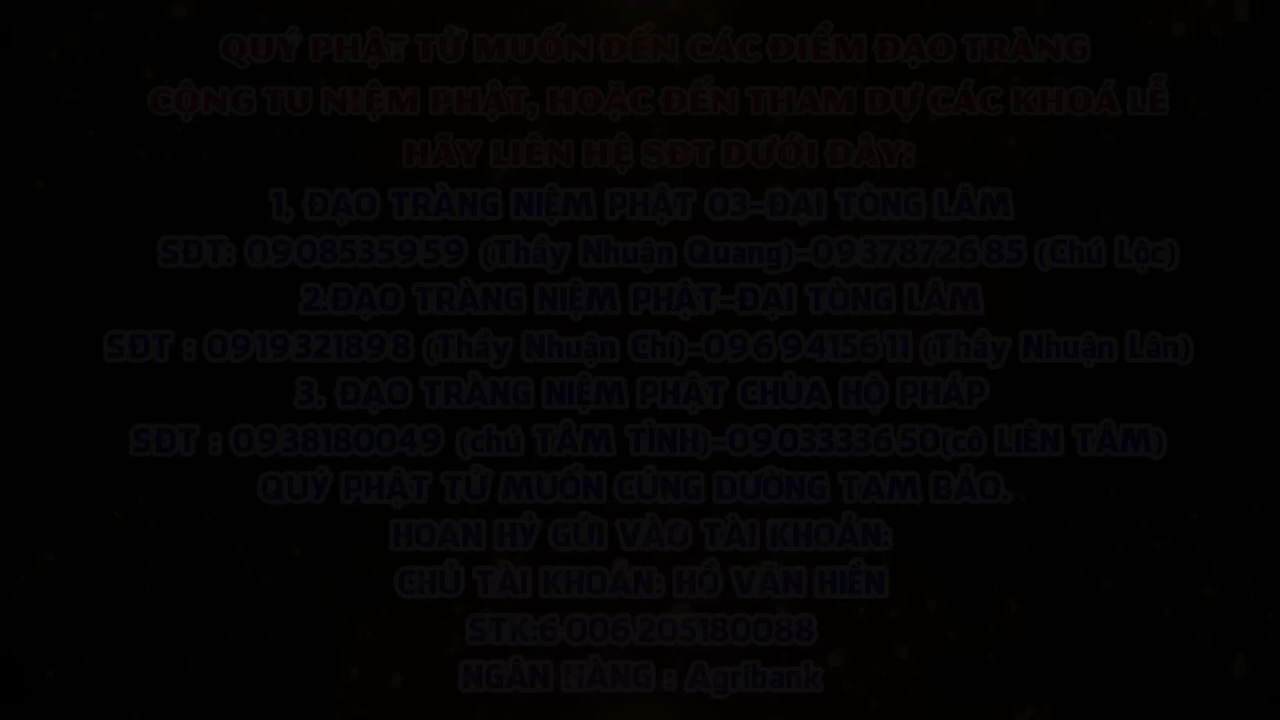 QUÝ PHẬT TỬ MUỐN ĐẾN CÁC ĐIỂM ĐẠO TRÀNG
CỘNG TU NIỆM PHẬT, HOẶC ĐẾN THAM DỰ CÁC KHOÁ LỄ
HÃY LIÊN HỆ SĐT DƯỚI ĐÂY:
1, ĐẠO TRÀNG NIỆM PHẬT 03-ĐẠI TÒNG LÂM
SĐT: 0908535959 (Thầy Nhuận Quang)-0937872685 (Chú Lộc)
2.ĐẠO TRÀNG NIỆM PHẬT-ĐẠI TÒNG LÂM
SĐT : 0919321898 (Thầy Nhuận Chí)-0969415611 (Thầy Nhuận Lân)
3. ĐẠO TRÀNG NIỆM PHẬT CHÙA HỘ PHÁP
SĐT : 0938180049 (chú TÂM TỊNH)-0903333650(cô LIÊN TÂM)
QUÝ PHẬT TỬ MUỐN CÚNG DƯỜNG TAM BẢO.
HOAN HỶ GỬI VÀO TÀI KHOẢN:
CHỦ TÀI KHOẢN: HỒ VĂN HIỀN
STK:6006205180088
NGÂN HÀNG : Agribank